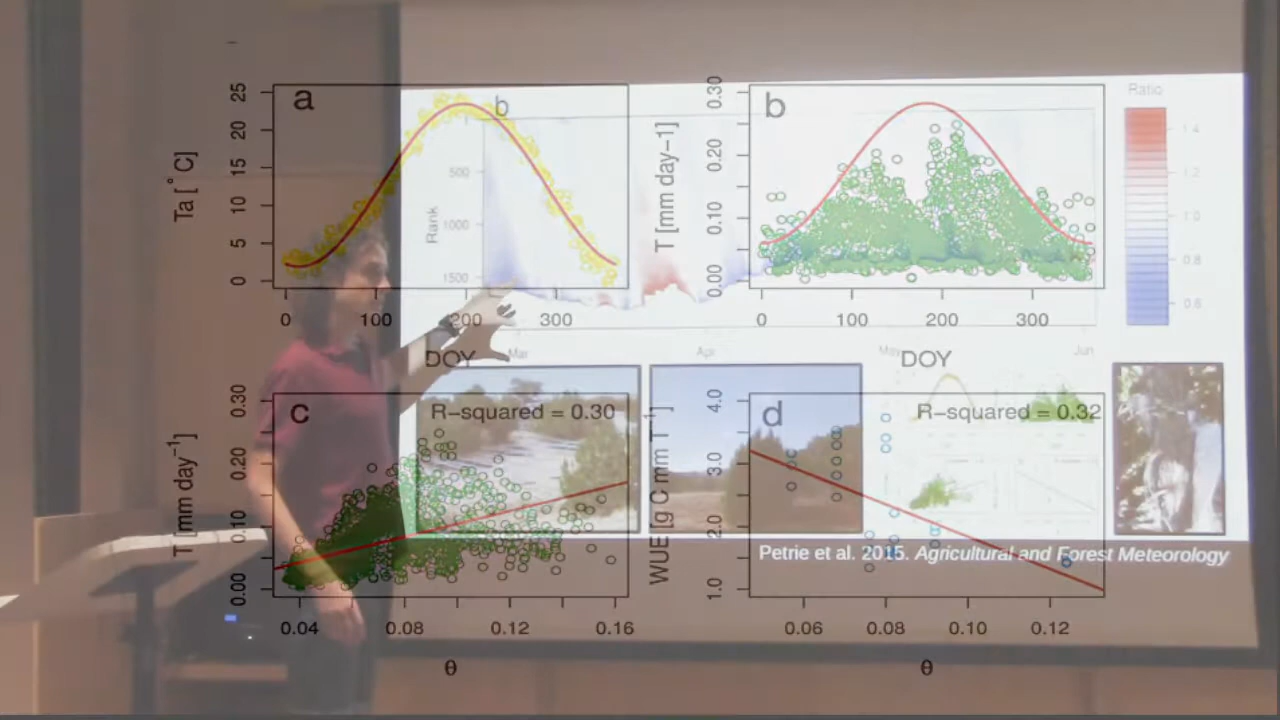 a
25
20
15
10
5
0
Ta [°C]
0 100 200 300
DOY
b
0.30
0.20
0.10
0.00
T [mm day−1]
0 100 200 300
DOY
b
500
1000
1500
Rank
Mar Apr May Jun
Ratio
1.4
1.2
1.0
0.8
0.6
c
R−squared = 0.30
0.30
0.20
0.10
0.00
T [mm day−1]
0.04 0.08 0.12 0.16
θ
d
R−squared = 0.32
4.0
3.0
2.0
1.0
WUE [g C mm T−1]
0.06 0.08 0.10 0.12
θ
Petrie et al. 2015. Agricultural and Forest Meteorology